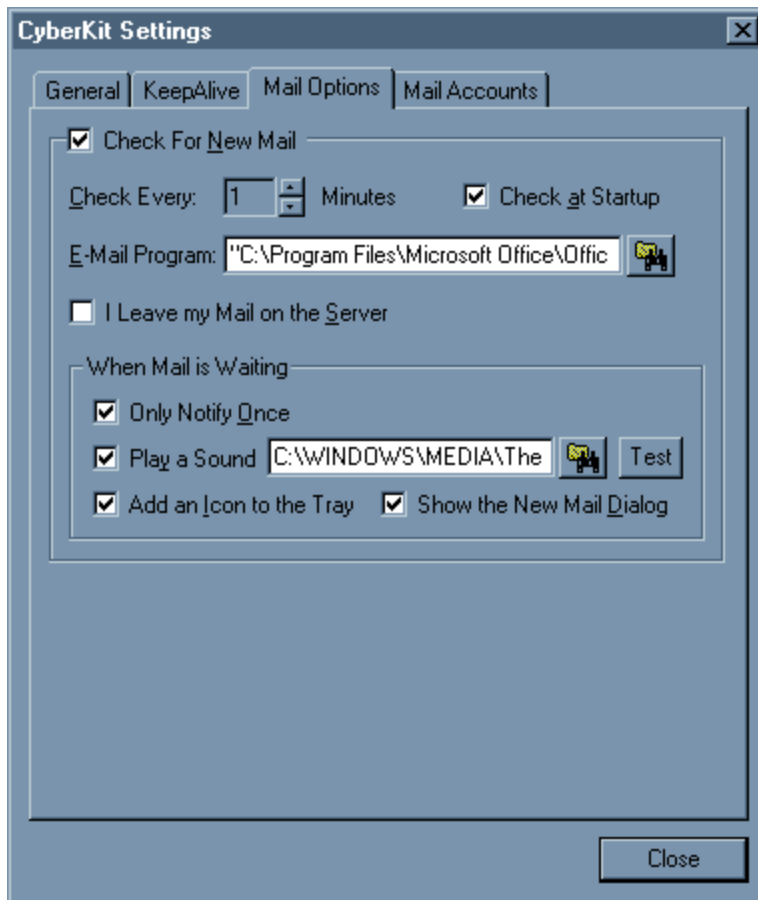 CyberKit Settings
General KeepAlive Mail Options Mail Accounts
Check For New Mail
Check Every: 1 Minutes Check at Startup
E-Mail Program: "C:\Program Files\Microsoft Office\Offic
I Leave my Mail on the Server
When Mail is Waiting
Only Notify Once
Play a Sound C:\WINDOWS\MEDIA\The Test
Add an Icon to the Tray Show the New Mail Dialog
Close